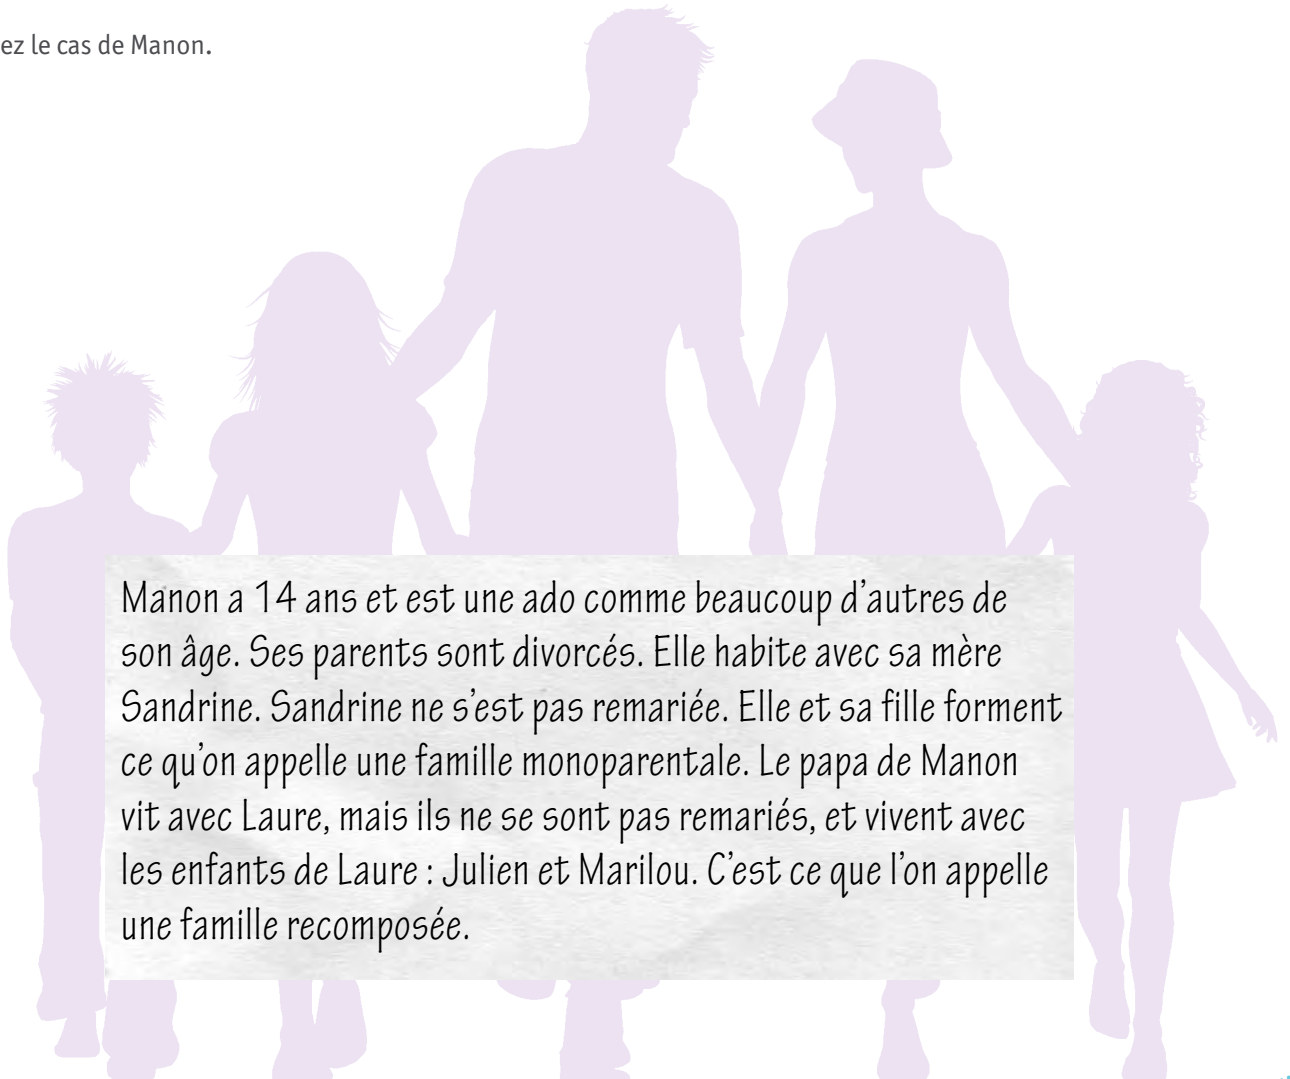 ez le cas de Manon.
Manon a 14 ans et est une ado comme beaucoup d'autres de
son âge. Ses parents sont divorcés. Elle habite avec sa mère
Sandrine. Sandrine ne s'est pas remariée. Elle et sa fille forment
ce qu'on appelle une famille monoparentale. Le papa de Manon
vit avec Laure, mais ils ne se sont pas remariés, et vivent avec
les enfants de Laure : Julien et Marilou. C'est ce que l'on appelle
une famille recomposée.